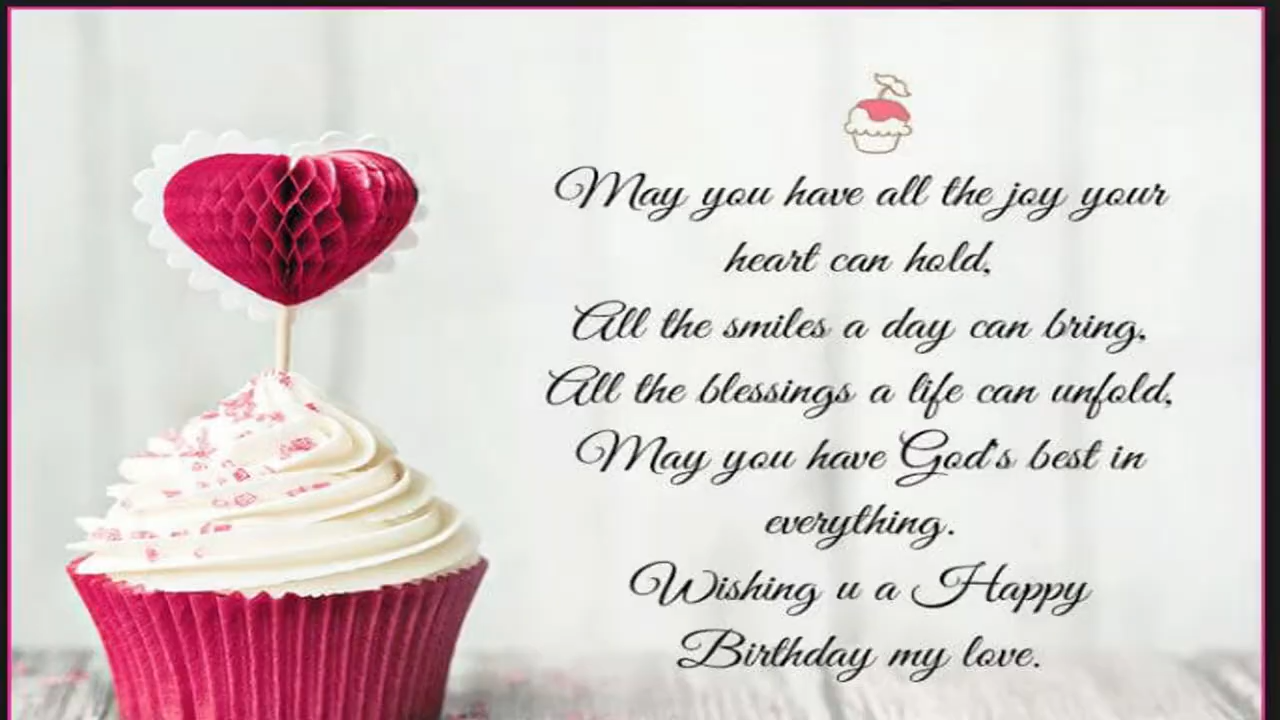 May you have all the joy your
heart can hold,
All the smiles a day can bring,
All the blessings a life can unfold,
May you have God's best in
everything.
Wishing u a Happy
Birthday my love.